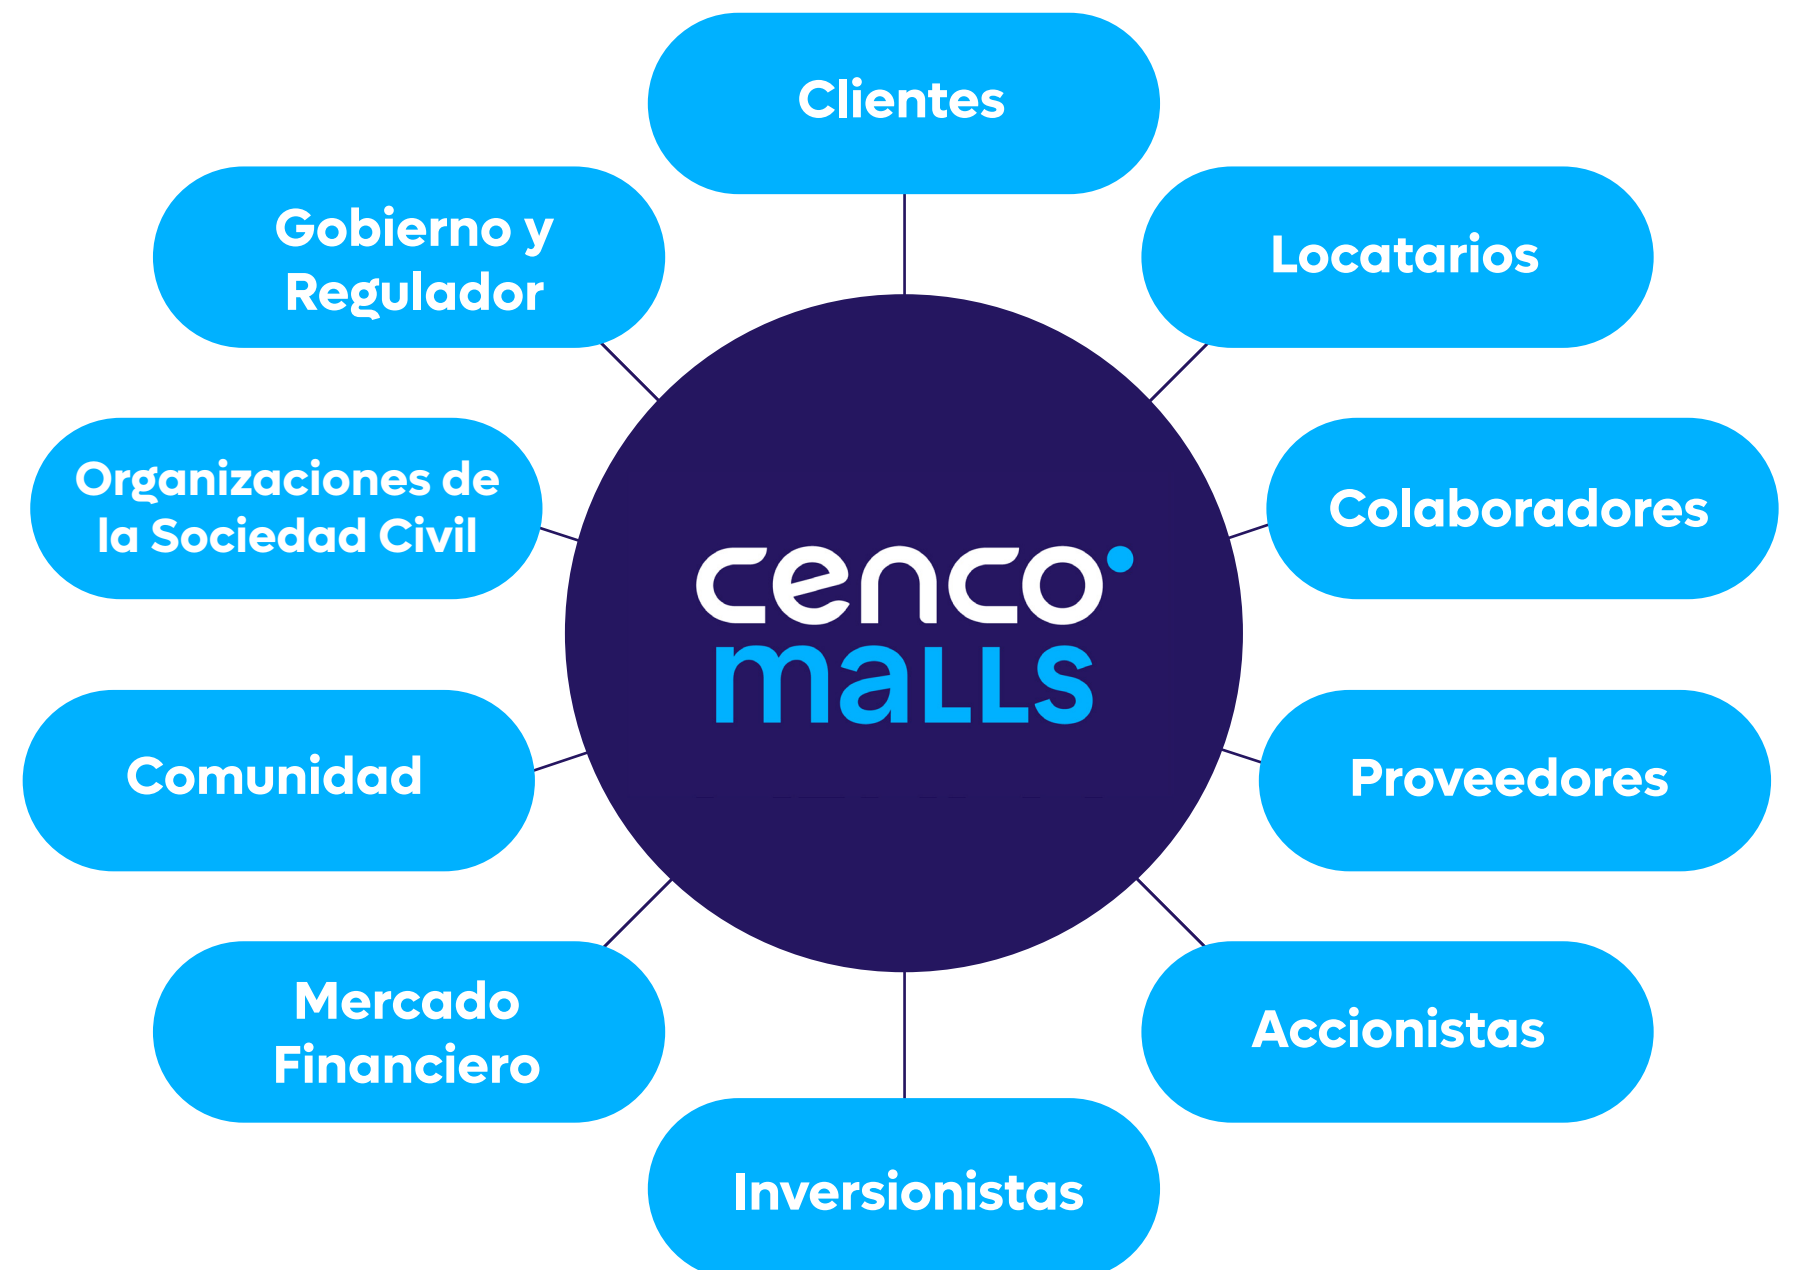 Clientes
Locatarios
Colaboradores
Proveedores
Accionistas
Inversionistas
Mercado
Financiero
Comunidad
Organizaciones de
la Sociedad Civil
Gobierno y
Regulador
cenco
maLLs